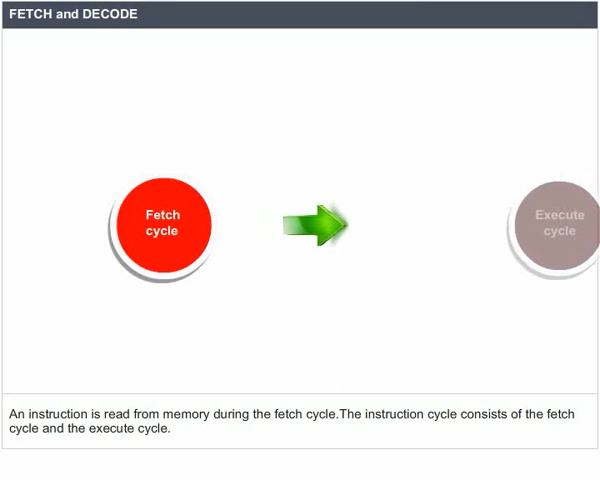 FETCH and DECODE
Fetch
cycle
Execute
cycle
An instruction is read from memory during the fetch cycle.The instruction cycle consists of the fetch
cycle and the execute cycle.